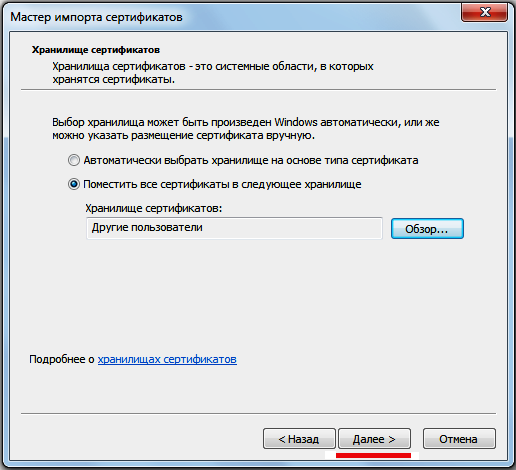 Мастер импорта сертификатов
Хранилище сертификатов
Хранилища сертификатов - это системные области, в которых
хранятся сертификаты.
Выбор хранилища может быть произведен Windows автоматически, или же
можно указать размещение сертификата вручную.
Автоматически выбрать хранилище на основе типа сертификата
Поместить все сертификаты в следующее хранилище
Хранилище сертификатов:
Другие пользователи
Обзор...
Подробнее о хранилищах сертификатов
< Назад
Далее >
Отмена